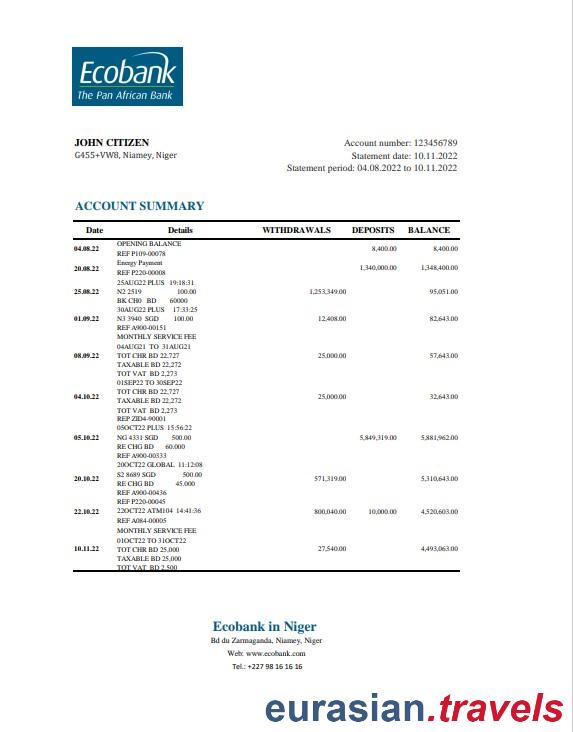 Ecobank
The Pan African Bank
JOHN CITIZEN
G455+VW8, Niamey, Niger
Account number: 123456789
Statement date: 10.11.2022
Statement period: 04.08.2022 to 10.11.2022
ACCOUNT SUMMARY
Date Details WITHDRAWALS DEPOSITS BALANCE
04.08.22 OPENING BALANCE 8,400.00 8,400.00
REF P109-00078
20.08.22 Energy Payment 1,340,000.00 1,348,400.00
REF P220-00008
25AUG22 PLUS 19:18:31
25.08.22 N2 2519 100.00 1,253,349.00 95,051.00
BK CH0 BD 60000
30AUG22 PLUS 17:33:25
01.09.22 N3 3940 SGD 100.00 12,408.00 82,643.00
REF A900-00151
MONTHLY SERVICE FEE
04AUG21 TO 31AUG21
08.09.22 TOT CHR BD 22,727 25,000.00 57,643.00
TAXABLE BD 22,272
TOT VAT BD 2,273
01SEP22 TO 30SEP22
04.10.22 TOT CHR BD 22,727 25,000.00 32,643.00
TAXABLE BD 22,272
TOT VAT BD 2,273
REP ZID4-90001
05OCT22 PLUS 15:56:22
05.10.22 NG 4331 SGD 500.00 5,849,319.00 5,881,962.00
RE CHG BD 60.000
REF A900-00333
20OCT22 GLOBAL 11:12:08
20.10.22 S2 8689 SGD 500.00 571,319.00 5,310,643.00
RE CHG BD 45.000
REF A900-00436
REF P220-00045
22.10.22 22OCT22 ATM104 14:41:36 800,040.00 10,000.00 4,520,603.00
REF A084-00005
MONTHLY SERVICE FEE
01OCT22 TO 31OCT22
10.11.22 TOT CHR BD 25,000 27,540.00 4,493,063.00
TAXABLE BD 25,000
TOT VAT BD 2,500
Ecobank in Niger
Bd du Zarmaganda, Niamey, Niger
Web: www.ecobank.com
Tel.: +227 98 16 16 16
eurasian.travels